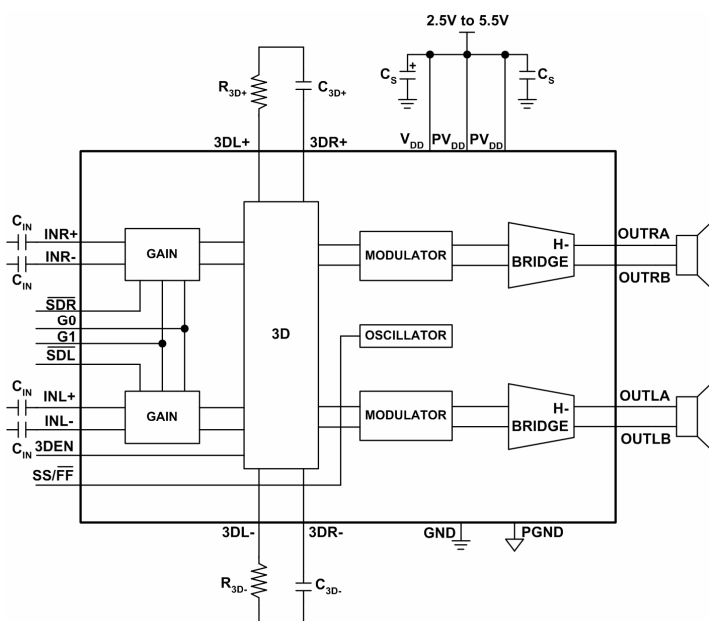 2.5V to 5.5V
CS + CS
R3D+ C3D+
3DL+ 3DR+ VDD PVDD PVDD
CIN INR+
INR-
CIN
GAIN
3D
MODULATOR
H-BRIDGE
OUTRA
OUTRB
SDR
G0
G1
SDL
OSCILLATOR
CIN INL+
INL-
CIN
GAIN
MODULATOR
H-BRIDGE
OUTLA
OUTLB
3DEN
SS/FF
3DL- 3DR- GND PGND
R3D- C3D-